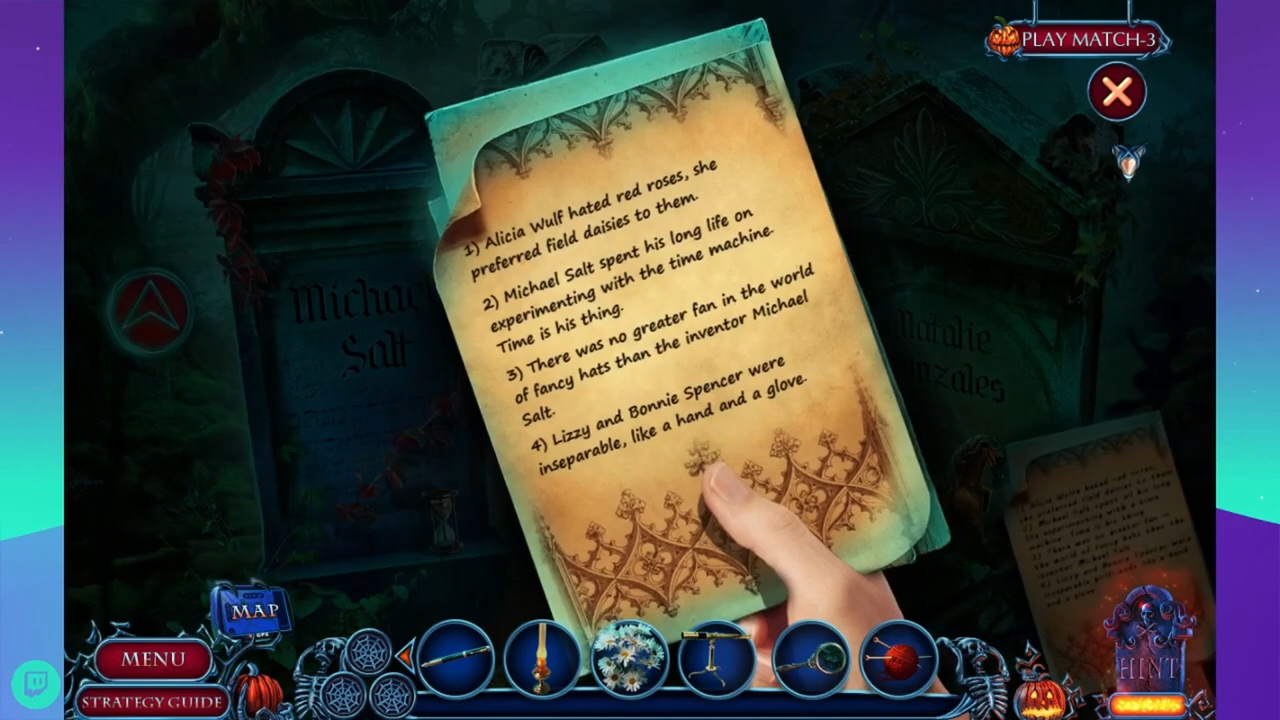 PLAY MATCH-3
1) Alicia Wulf hated red roses, she
preferred field daisies to them.
2) Michael Salt spent his long life on
experimenting with the time machine.
Time is his thing.
3) There was no greater fan in the world
of fancy hats than the inventor Michael
Salt.
4) Lizzy and Bonnie Spencer were
inseparable, like a hand and a glove.
Michae
Salt
Natalie
onzales
MAP
MENU
STRATEGY GUIDE
HINT